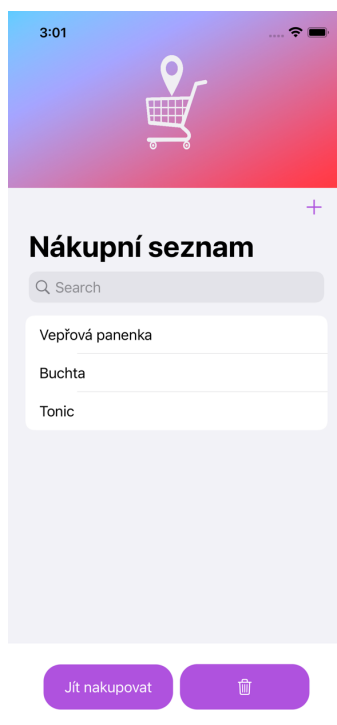 3:01
Nákupní seznam
Search
Vepřová panenka
Buchta
Tonic
Jít nakupovat